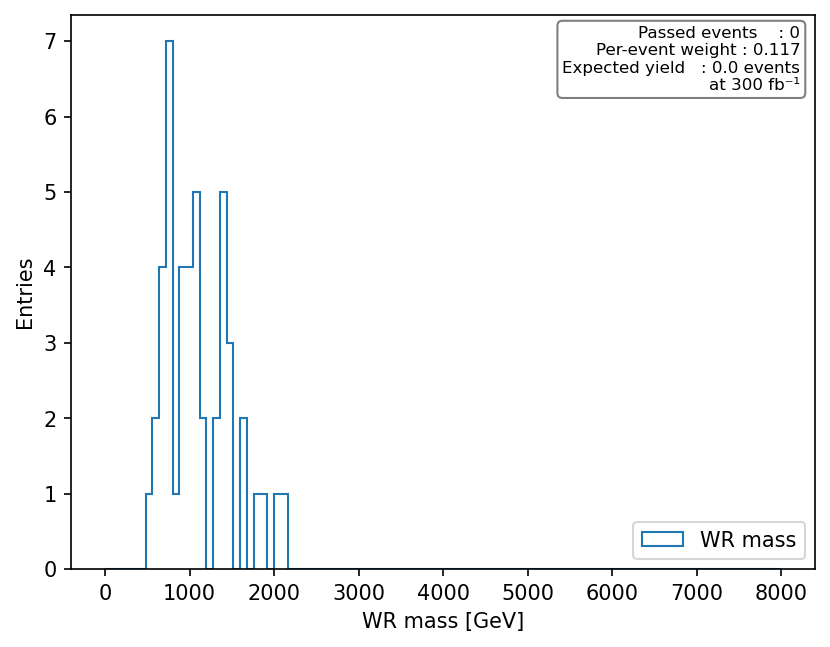 Passed events : 0
Per-event weight : 0.117
Expected yield : 0.0 events
at 300 fb⁻¹
7
6
5
4
3
2
1
0
Entries
WR mass
0 1000 2000 3000 4000 5000 6000 7000 8000
WR mass [GeV]